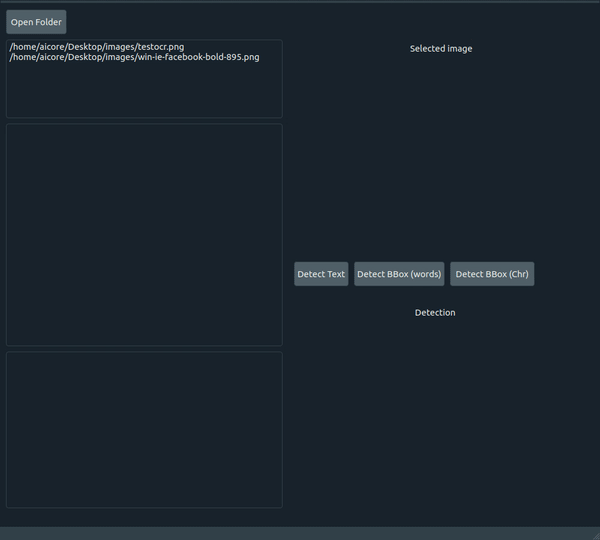 Open Folder
/home/aicore/Desktop/images/testocr.png
/home/aicore/Desktop/images/win-ie-facebook-bold-895.png
Selected image
Detect Text
Detect BBox (words)
Detect BBox (Chr)
Detection